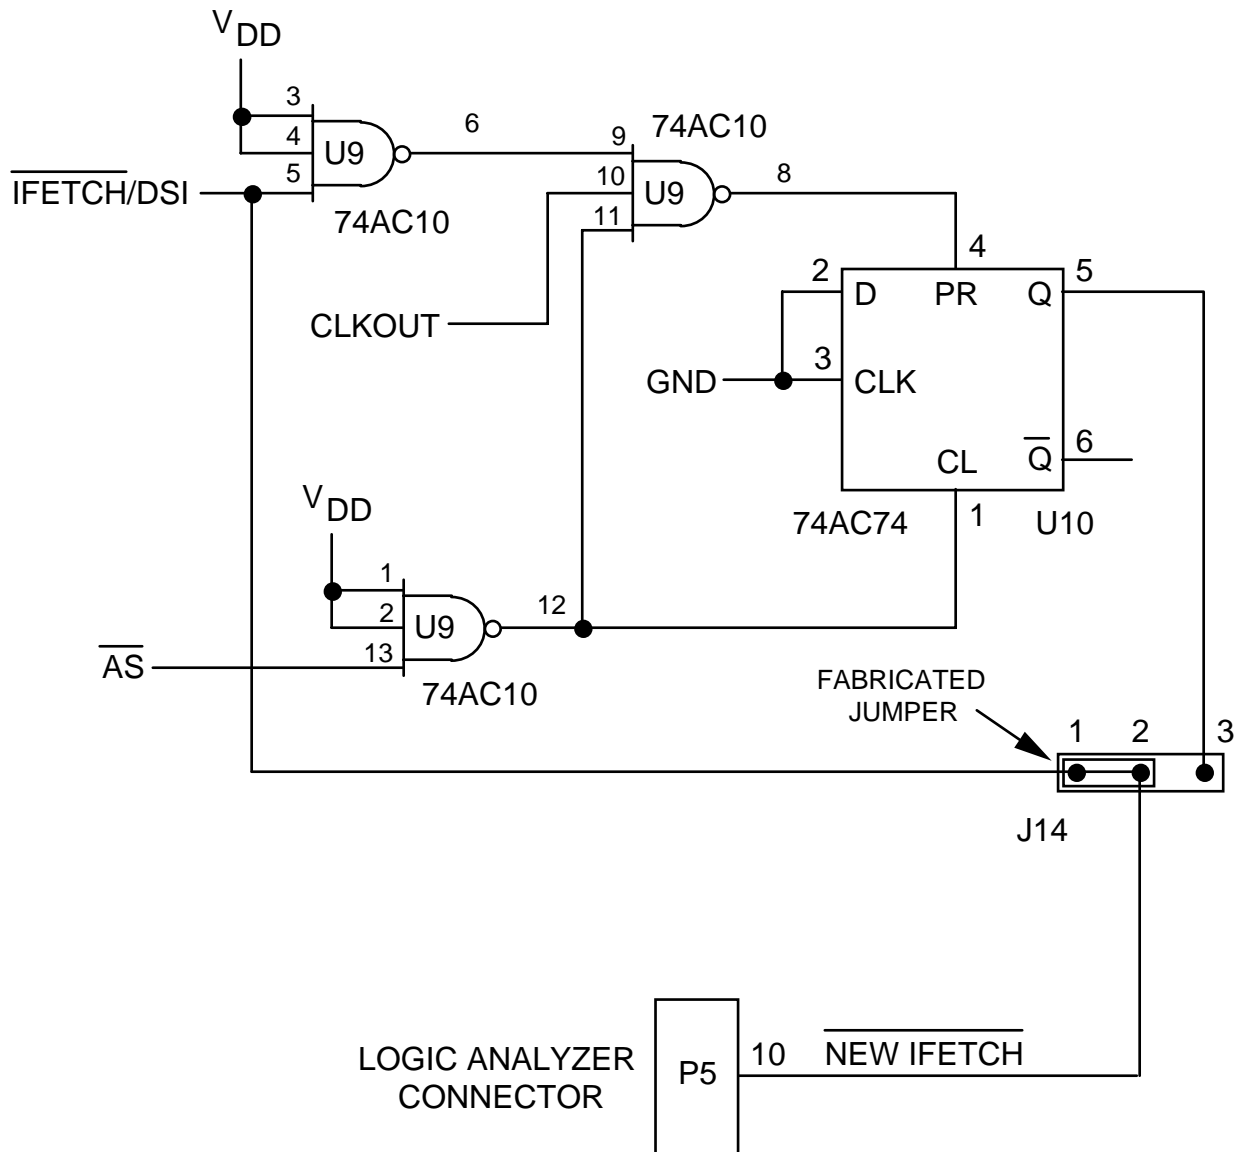 VDD
3
4
5
U9
6
74AC10
IFETCH/DSI
74AC10
9
10
11
U9
8
CLKOUT
GND
2
3
4
5
D
PR
Q
CLK
CL
Q
6
74AC74
1
U10
VDD
1
2
13
U9
12
AS
74AC10
FABRICATED
JUMPER
1
2
3
J14
LOGIC ANALYZER
CONNECTOR
P5
10
NEW IFETCH